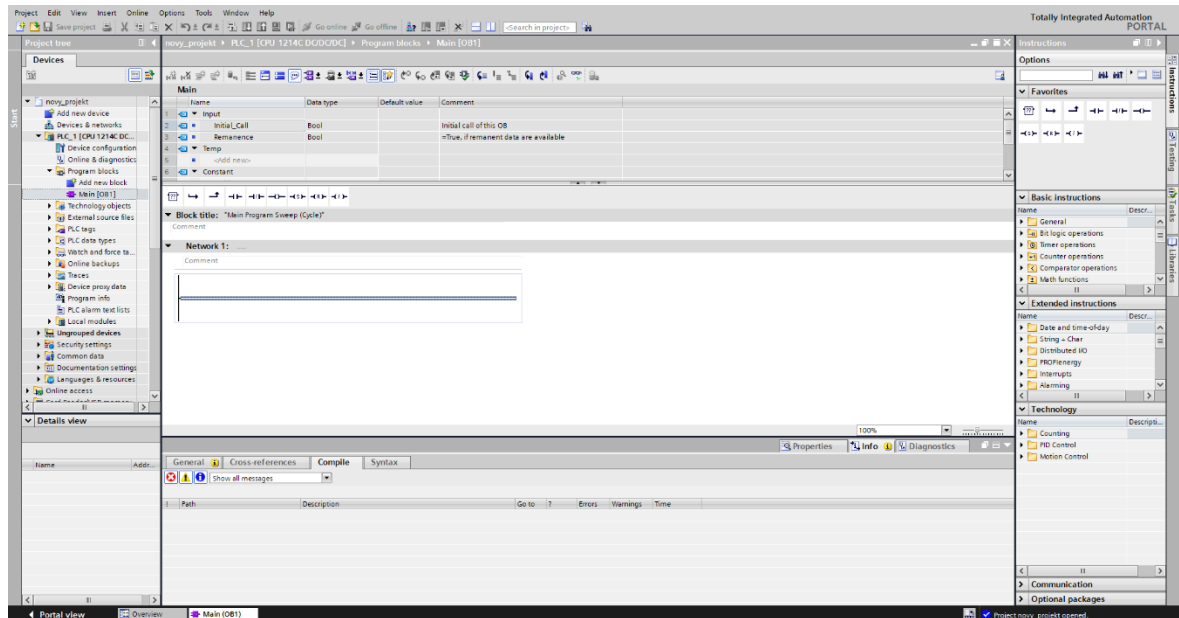 Project Edit View Insert Online Options Tools Window Help
Totally Integrated Automation
PORTAL
Save project
Go online
Go offline
<Search in project>
Project tree
novy_projekt
PLC_1 [CPU 1214C DC/DC/DC]
Program blocks
Main [OB1]
Instructions
Devices
Options
Start
novy_projekt
Add new device
Devices & networks
PLC_1 [CPU 1214C DC...
Device configuration
Online & diagnostics
Program blocks
Add new block
Main [OB1]
Technology objects
External source files
PLC tags
PLC data types
Watch and force ta...
Online backups
Traces
Device proxy data
Program info
PLC alarm text lists
Local modules
Ungrouped devices
Security settings
Common data
Documentation settings
Languages & resources
Online access
Details view
Name Addr...
Main
Name Data type Default value Comment
1 Input
2 Initial_Call Bool Initial call of this OB
3 Remanence Bool =True, if remanent data are available
4 Temp
5 <Add new>
6 Constant
Block title: "Main Program Sweep (Cycle)"
Comment
Network 1: ....
Comment
100%
Properties Info Diagnostics
General Cross-references Compile Syntax
Show all messages
! Path Description Go to ? Errors Warnings Time
Favorites
Basic instructions
Name Descr...
General
Bit logic operations
Timer operations
Counter operations
Comparator operations
Math functions
Extended instructions
Name Descr...
Date and time-of-day
String + Char
Distributed I/O
PROFIenergy
Interrupts
Alarming
Technology
Name Descripti...
Counting
PID Control
Motion Control
Communication
Optional packages
Instructions
Testing
Tasks
Libraries
Portal view
Overview
Main (OB1)
Project novy_projekt opened.